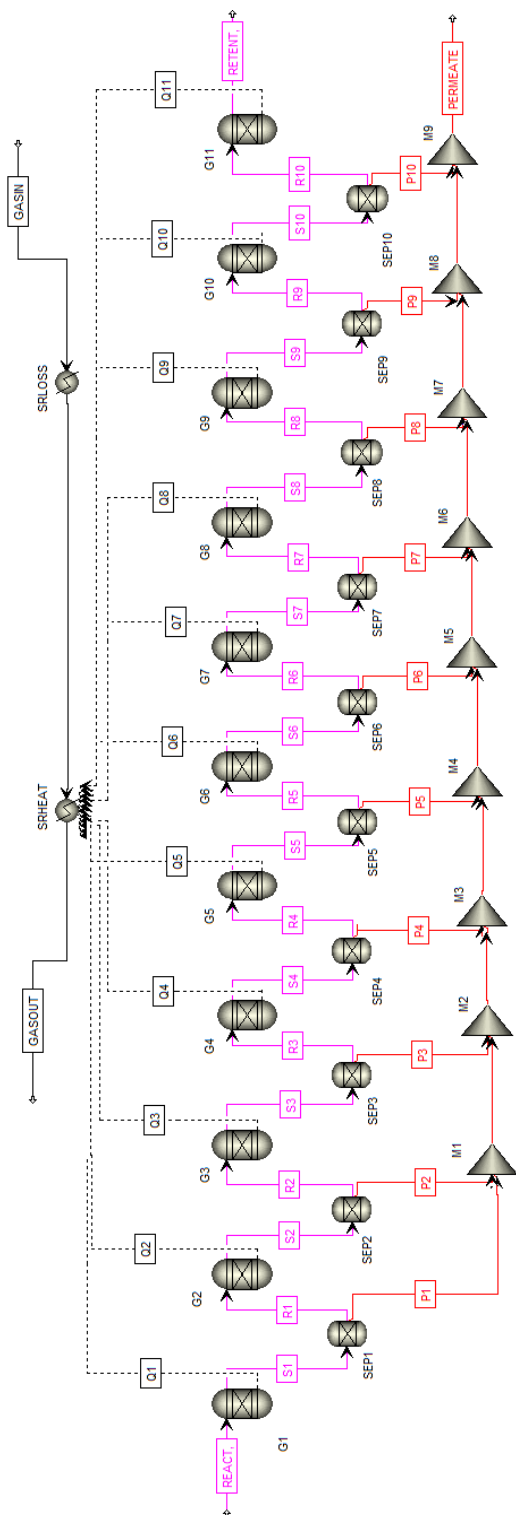 GASIN
SRLOSS
SRHEAT
GASOUT
Q1
Q2
Q3
Q4
Q5
Q6
Q7
Q8
Q9
Q10
Q11
REACT,
G1
G2
G3
G4
G5
G6
G7
G8
G9
G10
G11
RETENT,
S1
R1
S2
R2
S3
R3
S4
R4
S5
R5
S6
R6
S7
R7
S8
R8
S9
R9
S10
R10
SEP1
SEP2
SEP3
SEP4
SEP5
SEP6
SEP7
SEP8
SEP9
SEP10
P1
P2
P3
P4
P5
P6
P7
P8
P9
P10
M1
M2
M3
M4
M5
M6
M7
M8
M9
PERMEATE